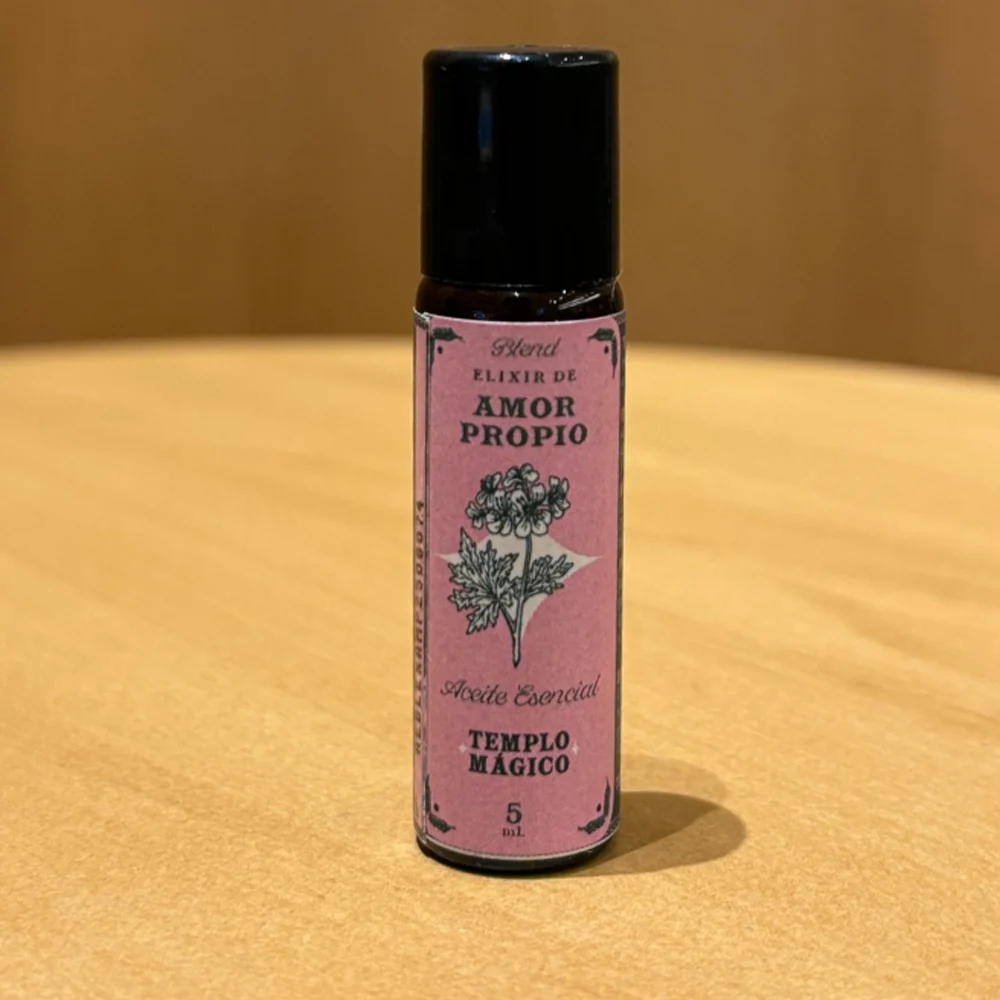 Blend
ELIXIR DE
AMOR
PROPIO
Aceite Esencial
TEMPLO
MÁGICO
5
mL